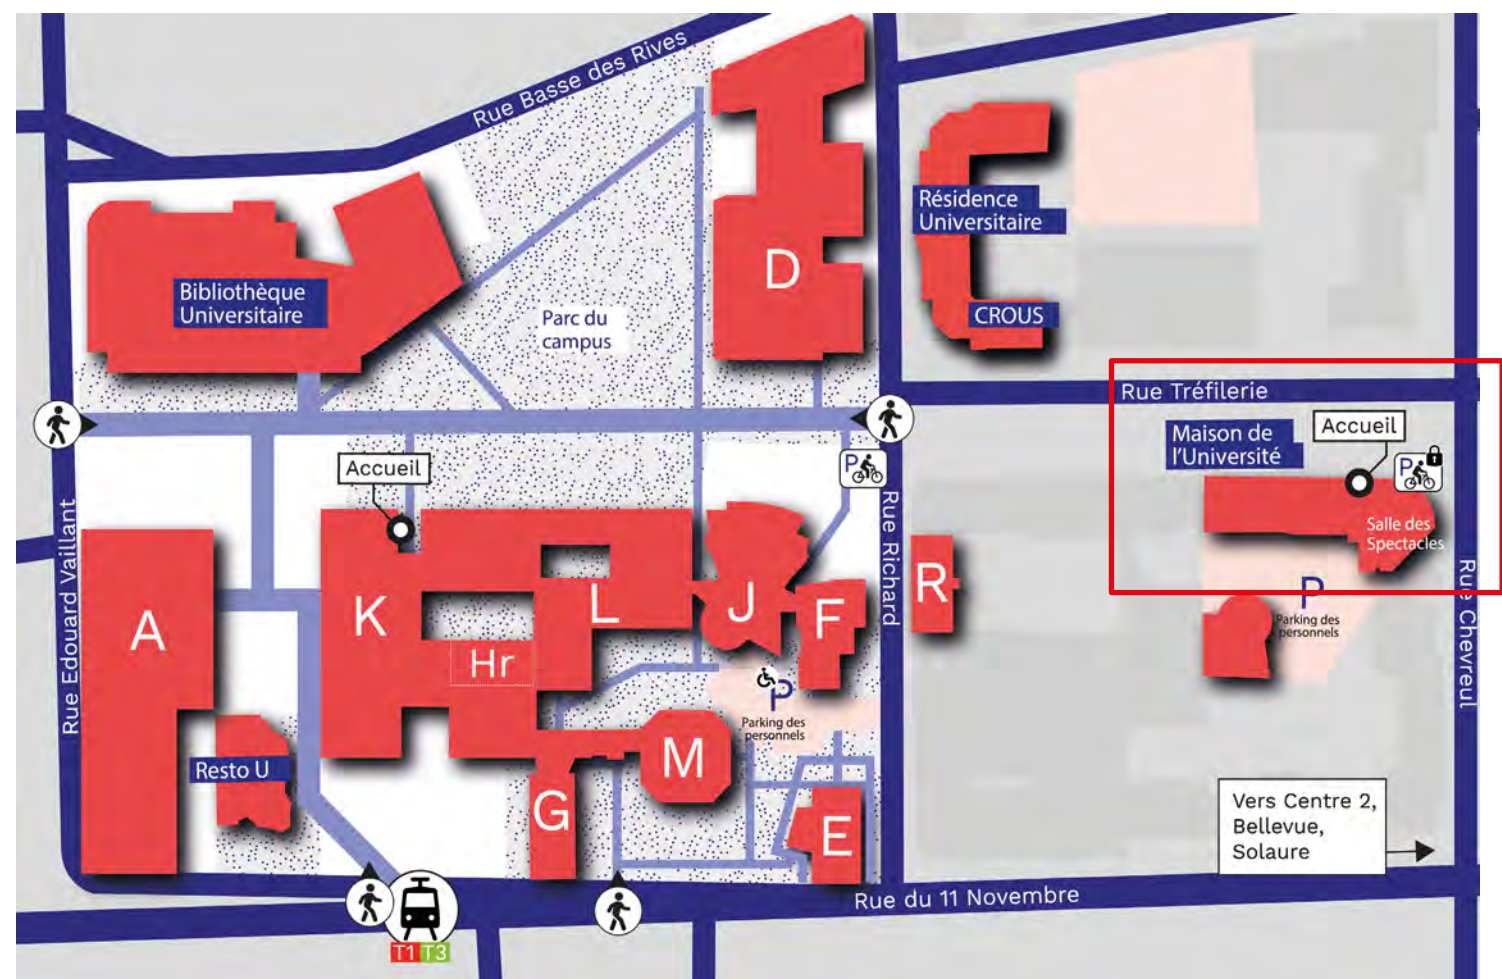 Rue Basse des Rives
D
Résidence
Universitaire
Bibliothèque
Universitaire
Parc du
campus
CROUS
Rue Tréfilerie
Maison de
l'Université
Accueil
P
Accueil
P
Salle des
Spectacles
Rue Edouard Vaillant
Rue Richard
Rue Chevreul
A
K
L
J
F
R
Hr
P
Parking des
personnels
P
Parking des
personnels
Resto U
M
G
E
Vers Centre 2,
Bellevue,
Solaure
Rue du 11 Novembre
T1 T3